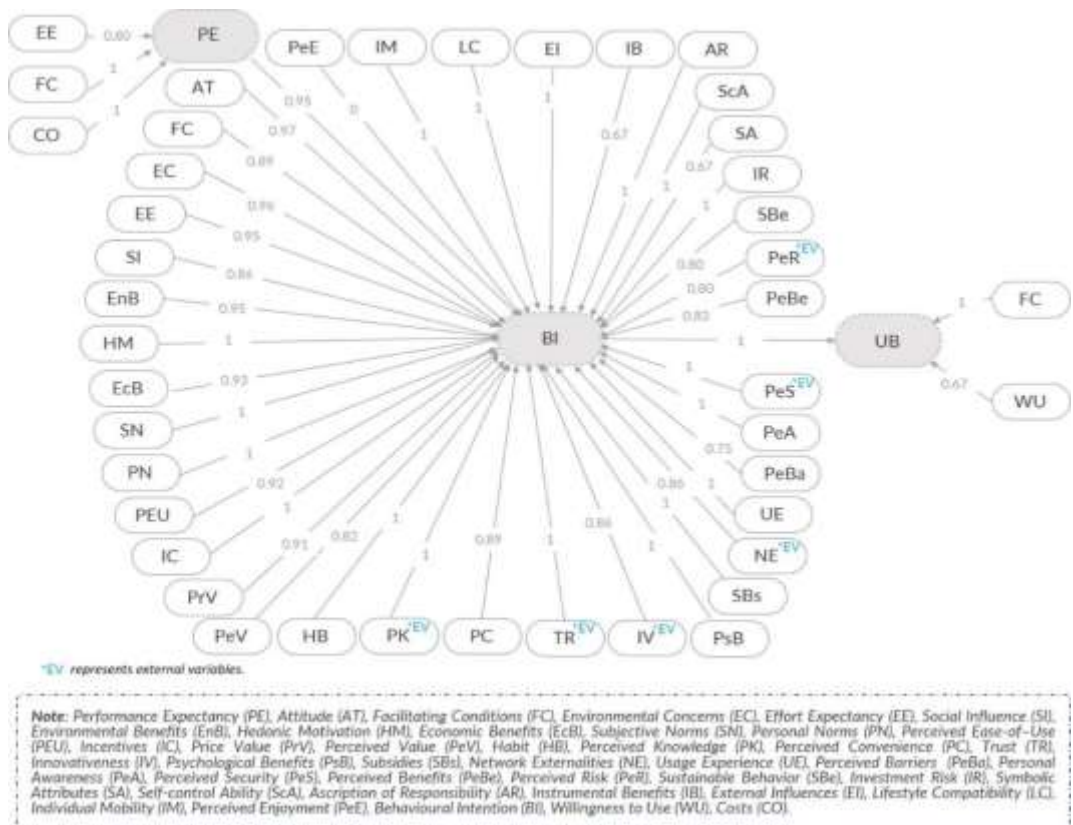 EE
0.60
PE
FC
1
CO
1
PeE
IM
LC
EI
IB
AR
AT
0.95
0
1
1
1
0.67
1
ScA
FC
0.97
1
SA
0.67
EC
0.89
IR
1
EE
0.96
SBe
0.80
SI
0.95
PeR *EV
0.80
EnB
0.86
PeBe
0.82
0.95
FC
1
HM
1
BI
1
UB
EcB
0.93
PeS *EV
1
0.67
WU
SN
1
PeA
1
PN
1
PeBa
0.75
PEU
0.92
UE
1
IC
1
NE *EV
0.86
PrV
0.91
SBs
1
PeV
0.82
HB
1
PK *EV
1
PC
0.89
TR *EV
1
IV *EV
0.86
PsB
1
*EV represents external variables.
Note: Performance Expectancy (PE), Attitude (AT), Facilitating Conditions (FC), Environmental Concerns (EC), Effort Expectancy (EE), Social Influence (SI),
Environmental Benefits (EnB), Hedonic Motivation (HM), Economic Benefits (EcB), Subjective Norms (SN), Personal Norms (PN), Perceived Ease-of-Use
(PEU), Incentives (IC), Price Value (PrV), Perceived Value (PeV), Habit (HB), Perceived Knowledge (PK), Perceived Convenience (PC), Trust (TR),
Innovativeness (IV), Psychological Benefits (PsB), Subsidies (SBs), Network Externalities (NE), Usage Experience (UE), Perceived Barriers (PeBa), Personal
Awareness (PeA), Perceived Security (PeS), Perceived Benefits (PeBe), Perceived Risk (PeR), Sustainable Behavior (SBe), Investment Risk (IR), Symbolic
Attributes (SA), Self-control Ability (ScA), Ascription of Responsibility (AR), Instrumental Benefits (IB), External Influences (EI), Lifestyle Compatibility (LC),
Individual Mobility (IM), Perceived Enjoyment (PeE), Behavioural Intention (BI), Willingness to Use (WU), Costs (CO).